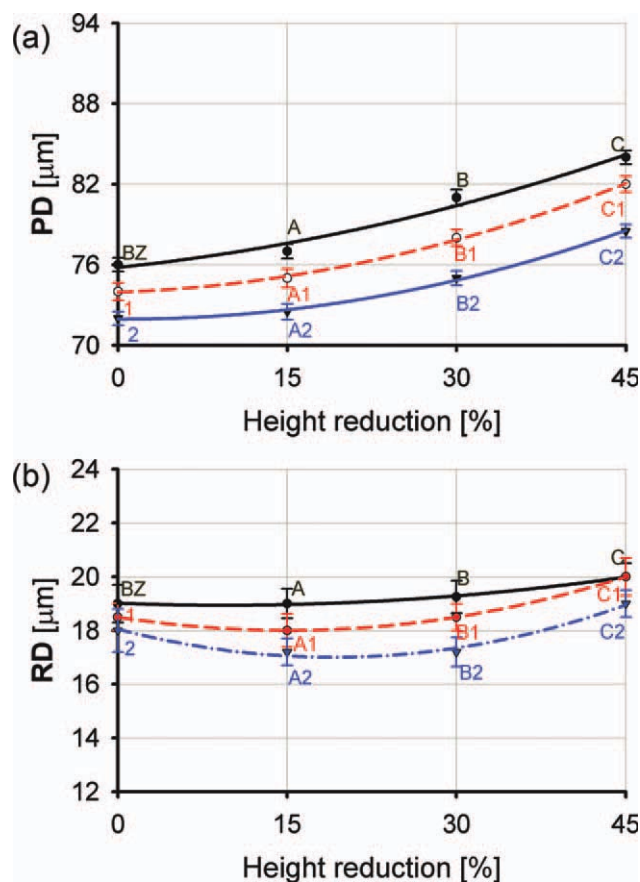 (a)
94
88
82
76
70
PD [μm]
BZ
A
B
C
1
A1
B1
C1
2
A2
B2
C2
0
15
30
45
Height reduction [%]
(b)
24
22
20
18
16
14
12
RD [μm]
BZ
A
B
C
1
A1
B1
C1
2
A2
B2
C2
0
15
30
45
Height reduction [%]